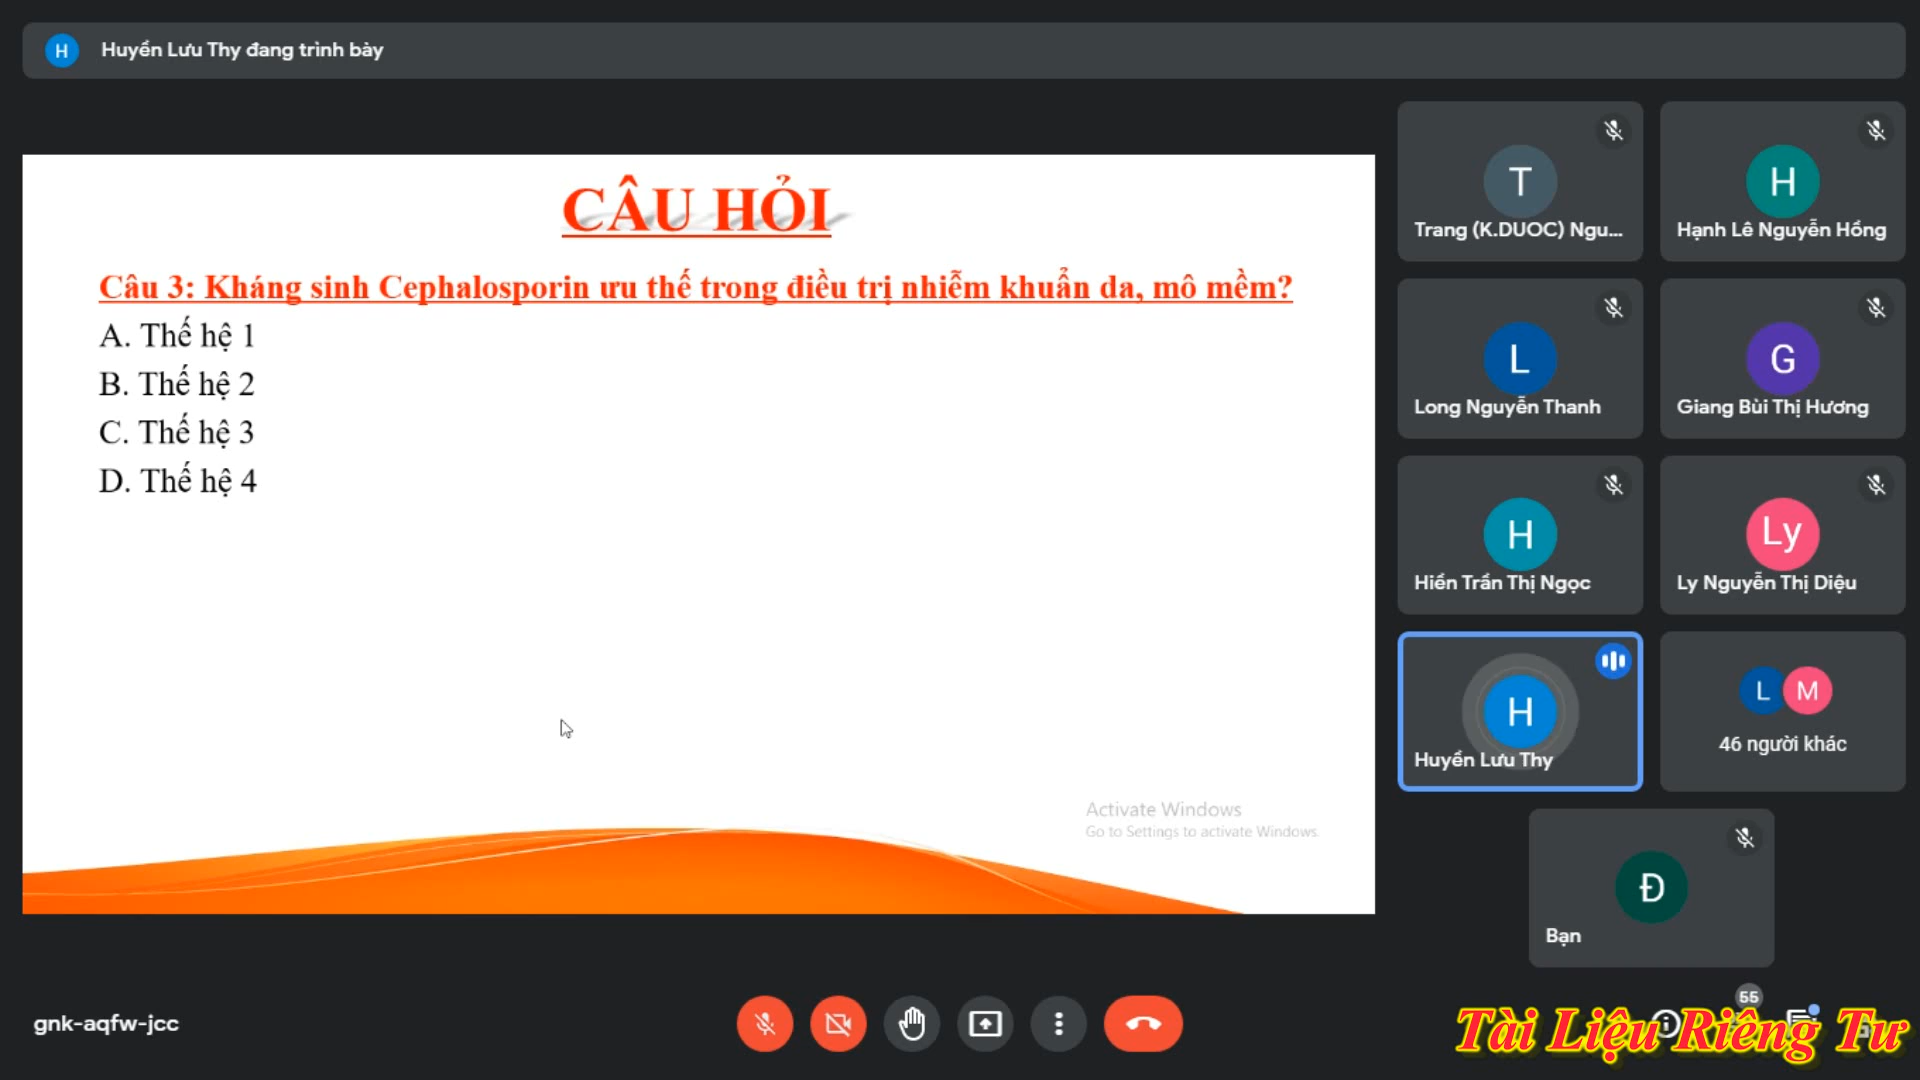 H Huyền Lưu Thy đang trình bày
CÂU HỎI
Câu 3: Kháng sinh Cephalosporin ưu thế trong điều trị nhiễm khuẩn da, mô mềm?
A. Thế hệ 1
B. Thế hệ 2
C. Thế hệ 3
D. Thế hệ 4
Activate Windows
Go to Settings to activate Windows.
T
Trang (K.DUOC) Ngu...
H
Hạnh Lê Nguyễn Hồng
L
Long Nguyễn Thanh
G
Giang Bùi Thị Hương
H
Hiền Trần Thị Ngọc
Ly
Ly Nguyễn Thị Diệu
H
Huyền Lưu Thy
L M
46 người khác
Đ
Bạn
gnk-aqfw-jcc
55
Tài Liệu Riêng Tư